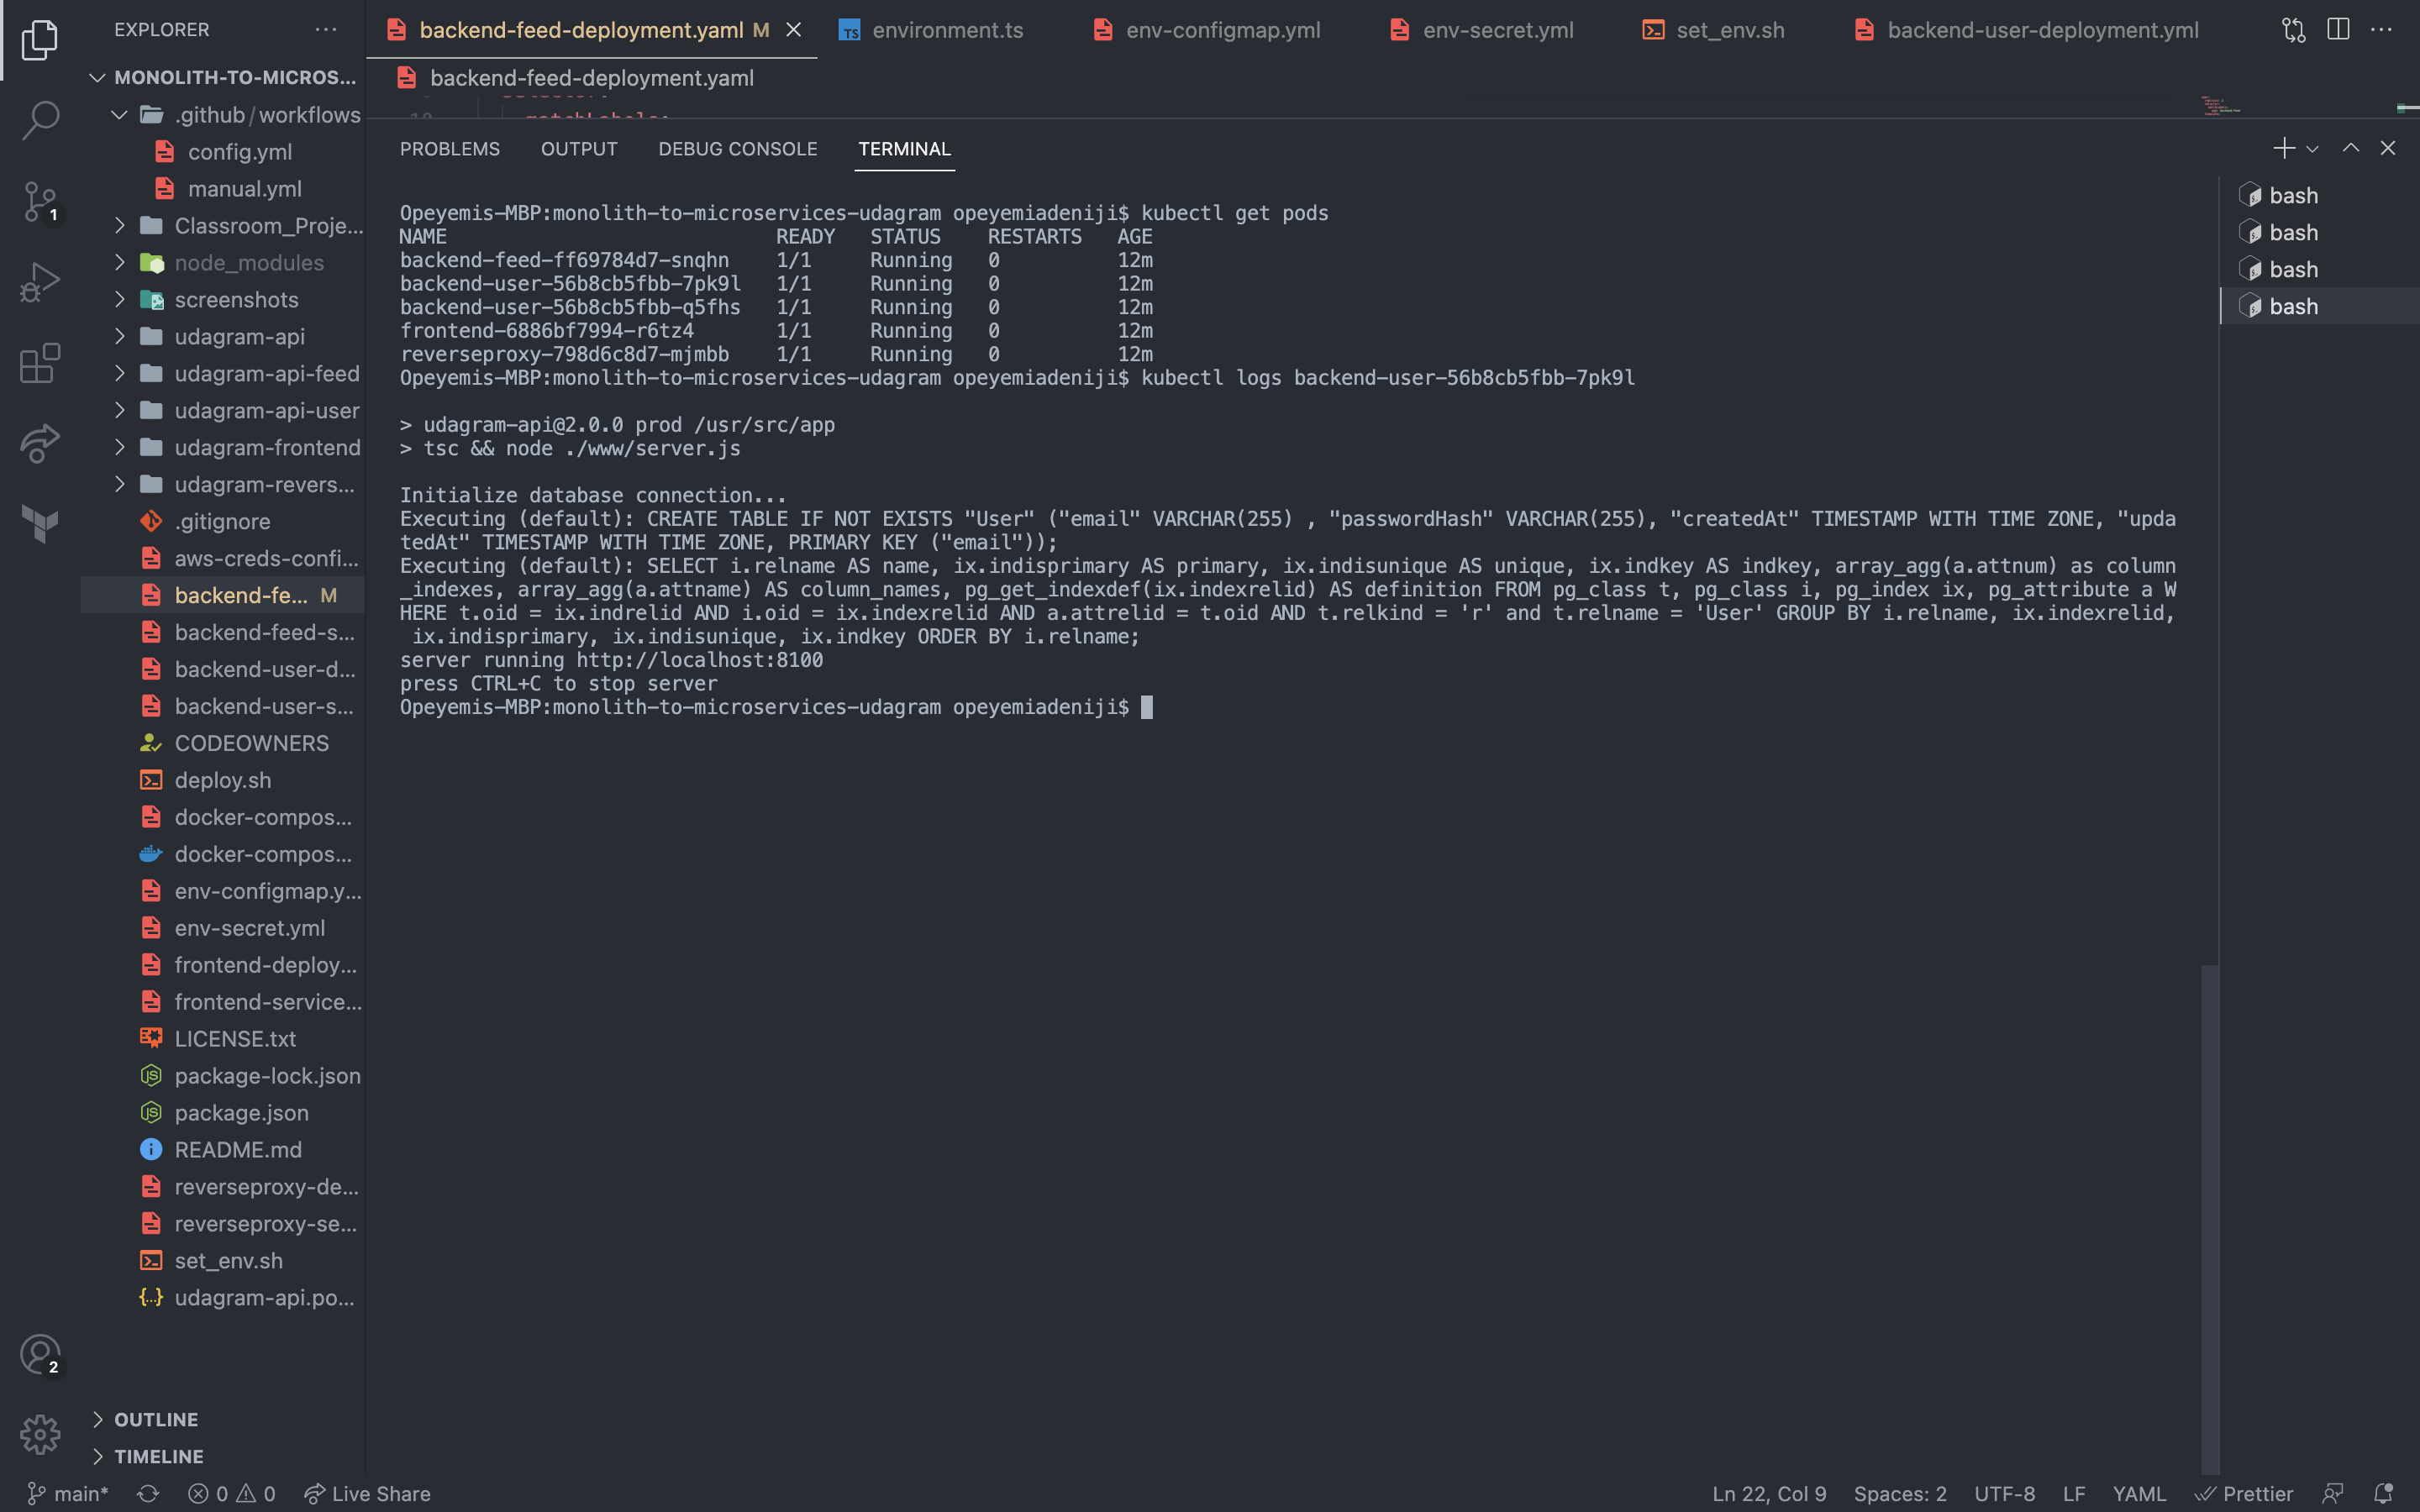 EXPLORER
MONOLITH-TO-MICROS...
.github/workflows
config.yml
manual.yml
Classroom_Proje...
node_modules
screenshots
udagram-api
udagram-api-feed
udagram-api-user
udagram-frontend
udagram-revers...
.gitignore
aws-creds-confi...
backend-fe... M
backend-feed-s...
backend-user-d...
backend-user-s...
CODEOWNERS
deploy.sh
docker-compos...
docker-compos...
env-configmap.y...
env-secret.yml
frontend-deploy...
frontend-service...
LICENSE.txt
package-lock.json
package.json
README.md
reverseproxy-de...
reverseproxy-se...
set_env.sh
udagram-api.po...
OUTLINE
TIMELINE
1
2
backend-feed-deployment.yaml M
TS environment.ts
env-configmap.yml
env-secret.yml
set_env.sh
backend-user-deployment.yml
backend-feed-deployment.yaml
PROBLEMS OUTPUT DEBUG CONSOLE TERMINAL
Opeyemis-MBP:monolith-to-microservices-udagram opeyemiadeniji$ kubectl get pods
NAME READY STATUS RESTARTS AGE
backend-feed-ff69784d7-snqhn 1/1 Running 0 12m
backend-user-56b8cb5fbb-7pk9l 1/1 Running 0 12m
backend-user-56b8cb5fbb-q5fhs 1/1 Running 0 12m
frontend-6886bf7994-r6tz4 1/1 Running 0 12m
reverseproxy-798d6c8d7-mjmbb 1/1 Running 0 12m
Opeyemis-MBP:monolith-to-microservices-udagram opeyemiadeniji$ kubectl logs backend-user-56b8cb5fbb-7pk9l
> udagram-api@2.0.0 prod /usr/src/app
> tsc && node ./www/server.js
Initialize database connection...
Executing (default): CREATE TABLE IF NOT EXISTS "User" ("email" VARCHAR(255) , "passwordHash" VARCHAR(255), "createdAt" TIMESTAMP WITH TIME ZONE, "upda
tedAt" TIMESTAMP WITH TIME ZONE, PRIMARY KEY ("email"));
Executing (default): SELECT i.relname AS name, ix.indisprimary AS primary, ix.indisunique AS unique, ix.indkey AS indkey, array_agg(a.attnum) as column
_indexes, array_agg(a.attname) AS column_names, pg_get_indexdef(ix.indexrelid) AS definition FROM pg_class t, pg_class i, pg_index ix, pg_attribute a W
HERE t.oid = ix.indrelid AND i.oid = ix.indexrelid AND a.attrelid = t.oid AND t.relkind = 'r' and t.relname = 'User' GROUP BY i.relname, ix.indexrelid,
ix.indisprimary, ix.indisunique, ix.indkey ORDER BY i.relname;
server running http://localhost:8100
press CTRL+C to stop server
Opeyemis-MBP:monolith-to-microservices-udagram opeyemiadeniji$
bash
bash
bash
bash
main* 0 0 Live Share
Ln 22, Col 9 Spaces: 2 UTF-8 LF YAML Prettier